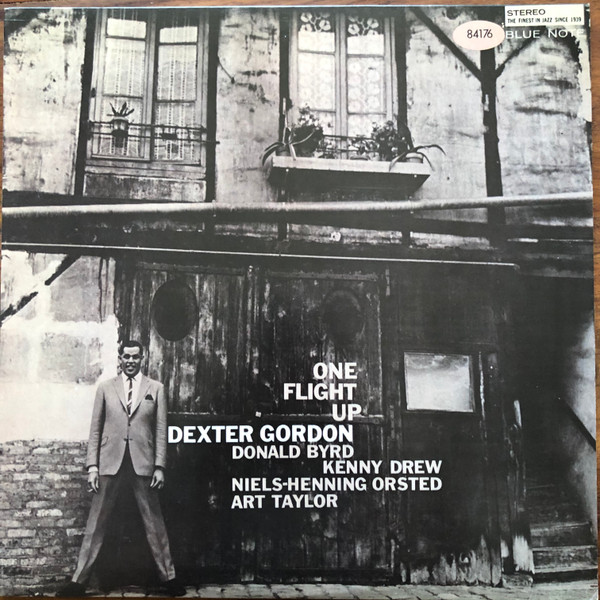 STEREO
THE FINEST IN JAZZ SINCE 1939
84176 BLUE NOTE
ONE
FLIGHT
UP
DEXTER GORDON
DONALD BYRD
KENNY DREW
NIELS-HENNING ORSTED
ART TAYLOR